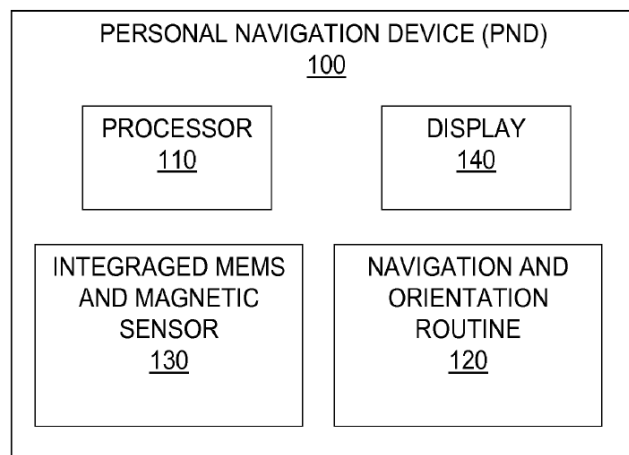 PERSONAL NAVIGATION DEVICE (PND)
100
PROCESSOR
110
DISPLAY
140
INTEGRAGED MEMS
AND MAGNETIC
SENSOR
130
NAVIGATION AND
ORIENTATION
ROUTINE
120